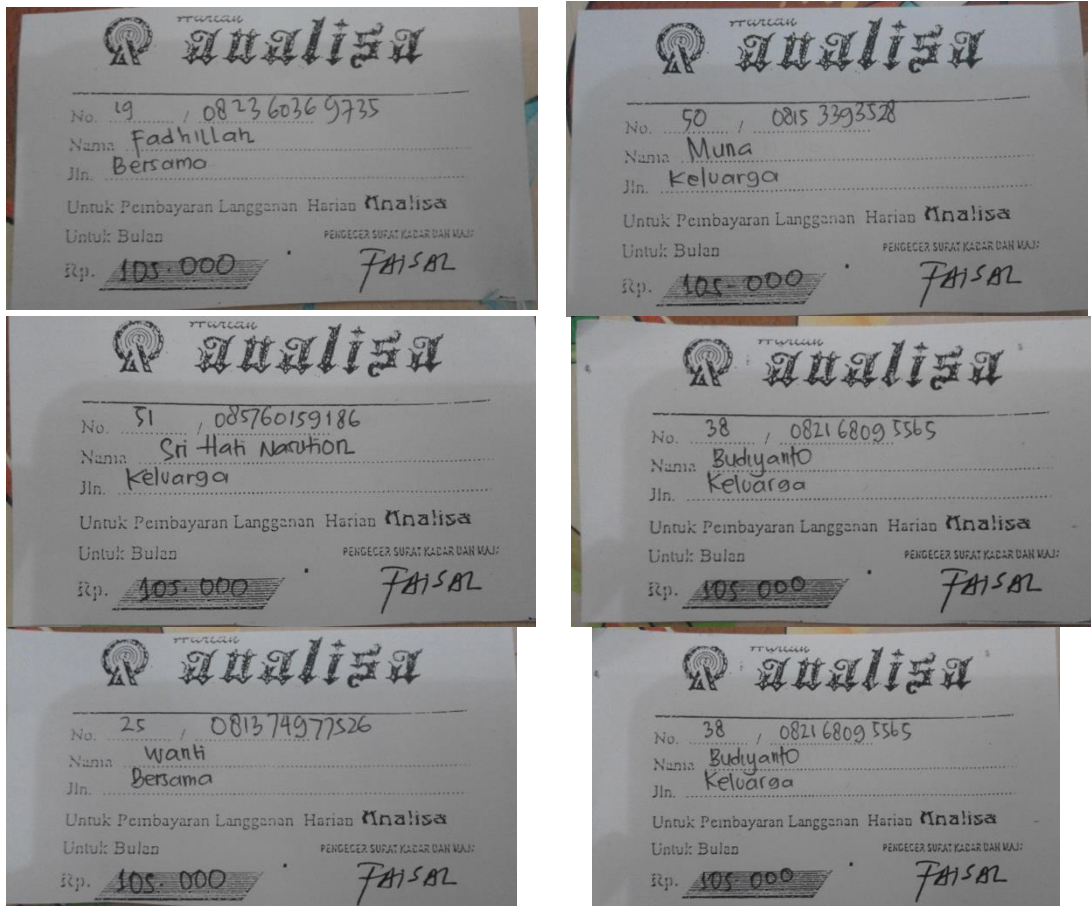 Harian
analisa
No. 19 / 0823 6036 9735
Nama Fadhillah
Jln. Bersama
Untuk Pembayaran Langganan Harian Analisa
Untuk Bulan
PENGECER SURAT KABAR DAN MAJ:
Rp. 105.000
FAISAL
Harian
analisa
No. 50 / 0815 3393528
Nama Muna
Jln. Keluarga
Untuk Pembayaran Langganan Harian Analisa
Untuk Bulan
PENGECER SURAT KABAR DAN MAJ:
Rp. 105.000
FAISAL
Harian
analisa
No. 51 / 085760159186
Nama Sri Hati Nasution
Jln. Keluarga
Untuk Pembayaran Langganan Harian Analisa
Untuk Bulan
PENGECER SURAT KABAR DAN MAJ:
Rp. 105.000
FAISAL
Harian
analisa
No. 38 / 0821 6809 5565
Nama Budiyanto
Jln. Keluarga
Untuk Pembayaran Langganan Harian Analisa
Untuk Bulan
PENGECER SURAT KABAR DAN MAJ:
Rp. 105 000
FAISAL
Harian
analisa
No. 25 / 081374977526
Nama Wanti
Jln. Bersama
Untuk Pembayaran Langganan Harian Analisa
Untuk Bulan
PENGECER SURAT KABAR DAN MAJ:
Rp. 105. 000
FAISAL
Harian
analisa
No. 38 / 0821 6809 5565
Nama Budiyanto
Jln. Keluarga
Untuk Pembayaran Langganan Harian Analisa
Untuk Bulan
PENGECER SURAT KABAR DAN MAJ:
Rp. 105 000
FAISAL